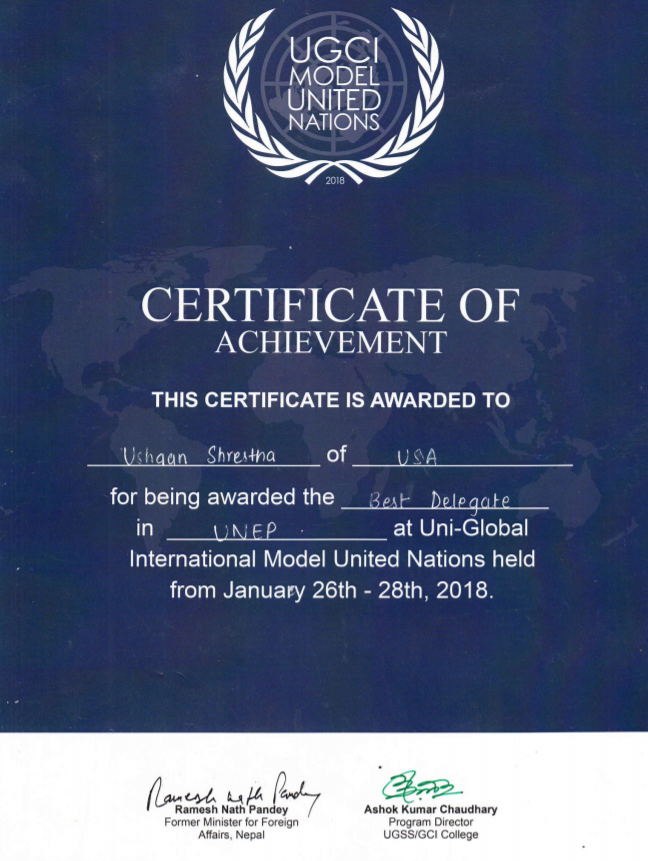 UGCI
MODEL
UNITED
NATIONS
2018
CERTIFICATE OF
ACHIEVEMENT
THIS CERTIFICATE IS AWARDED TO
Ushaan Shrestha of USA
for being awarded the Best Delegate
in UNEP at Uni-Global
International Model United Nations held
from January 26th - 28th, 2018.
Ramesh Nath Pandey
Ramesh Nath Pandey
Former Minister for Foreign
Affairs, Nepal
Ashok Kumar Chaudhary
Program Director
UGSS/GCI College